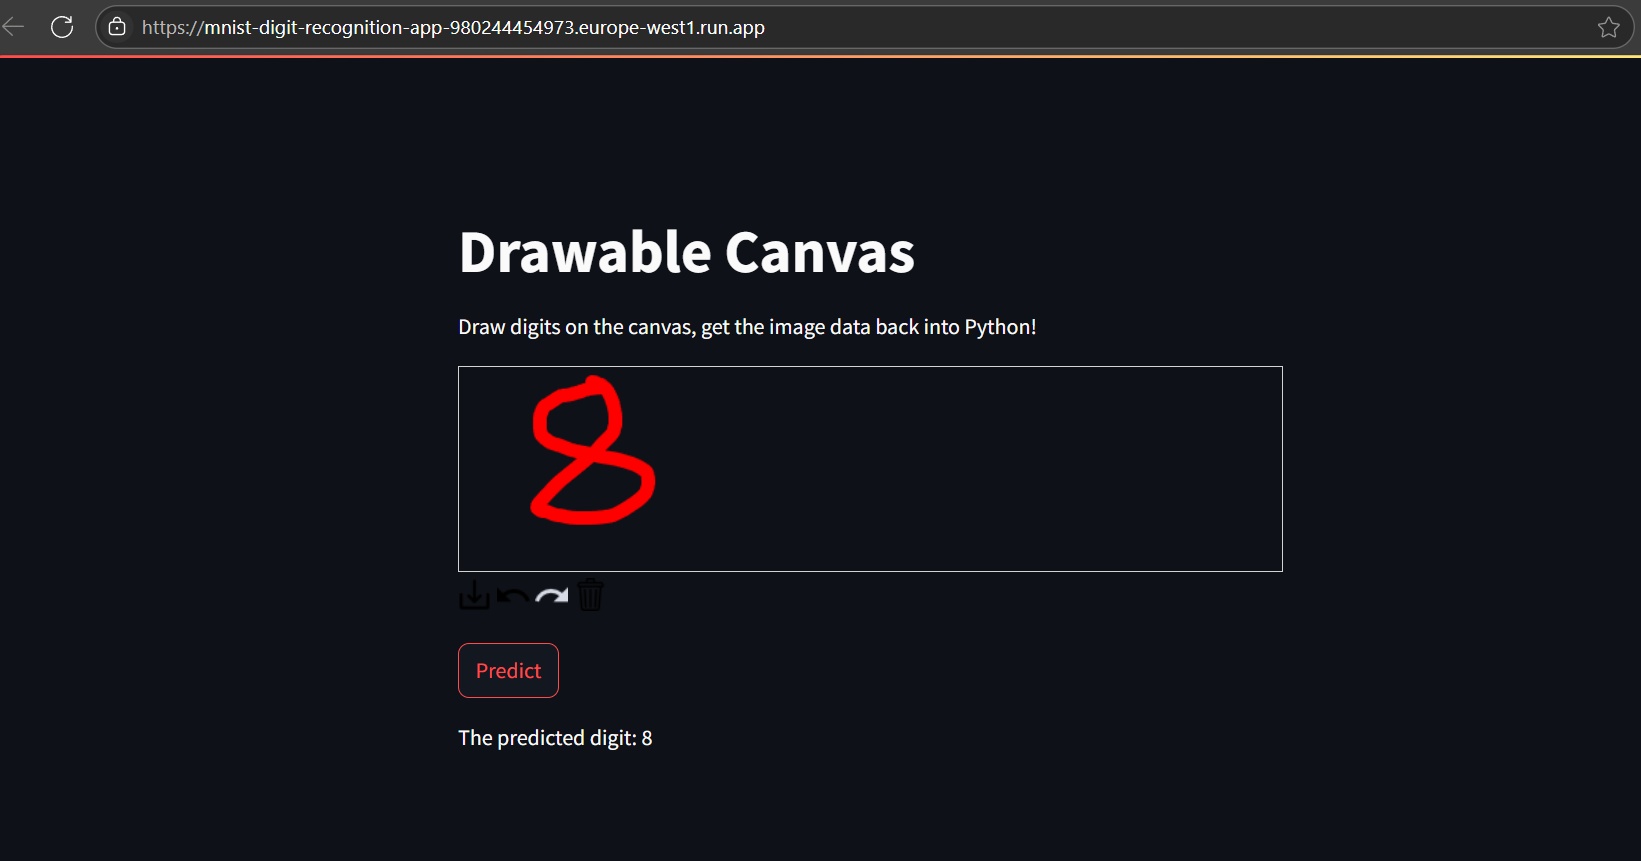 https://mnist-digit-recognition-app-980244454973.europe-west1.run.app
Drawable Canvas
Draw digits on the canvas, get the image data back into Python!
8
Predict
The predicted digit: 8